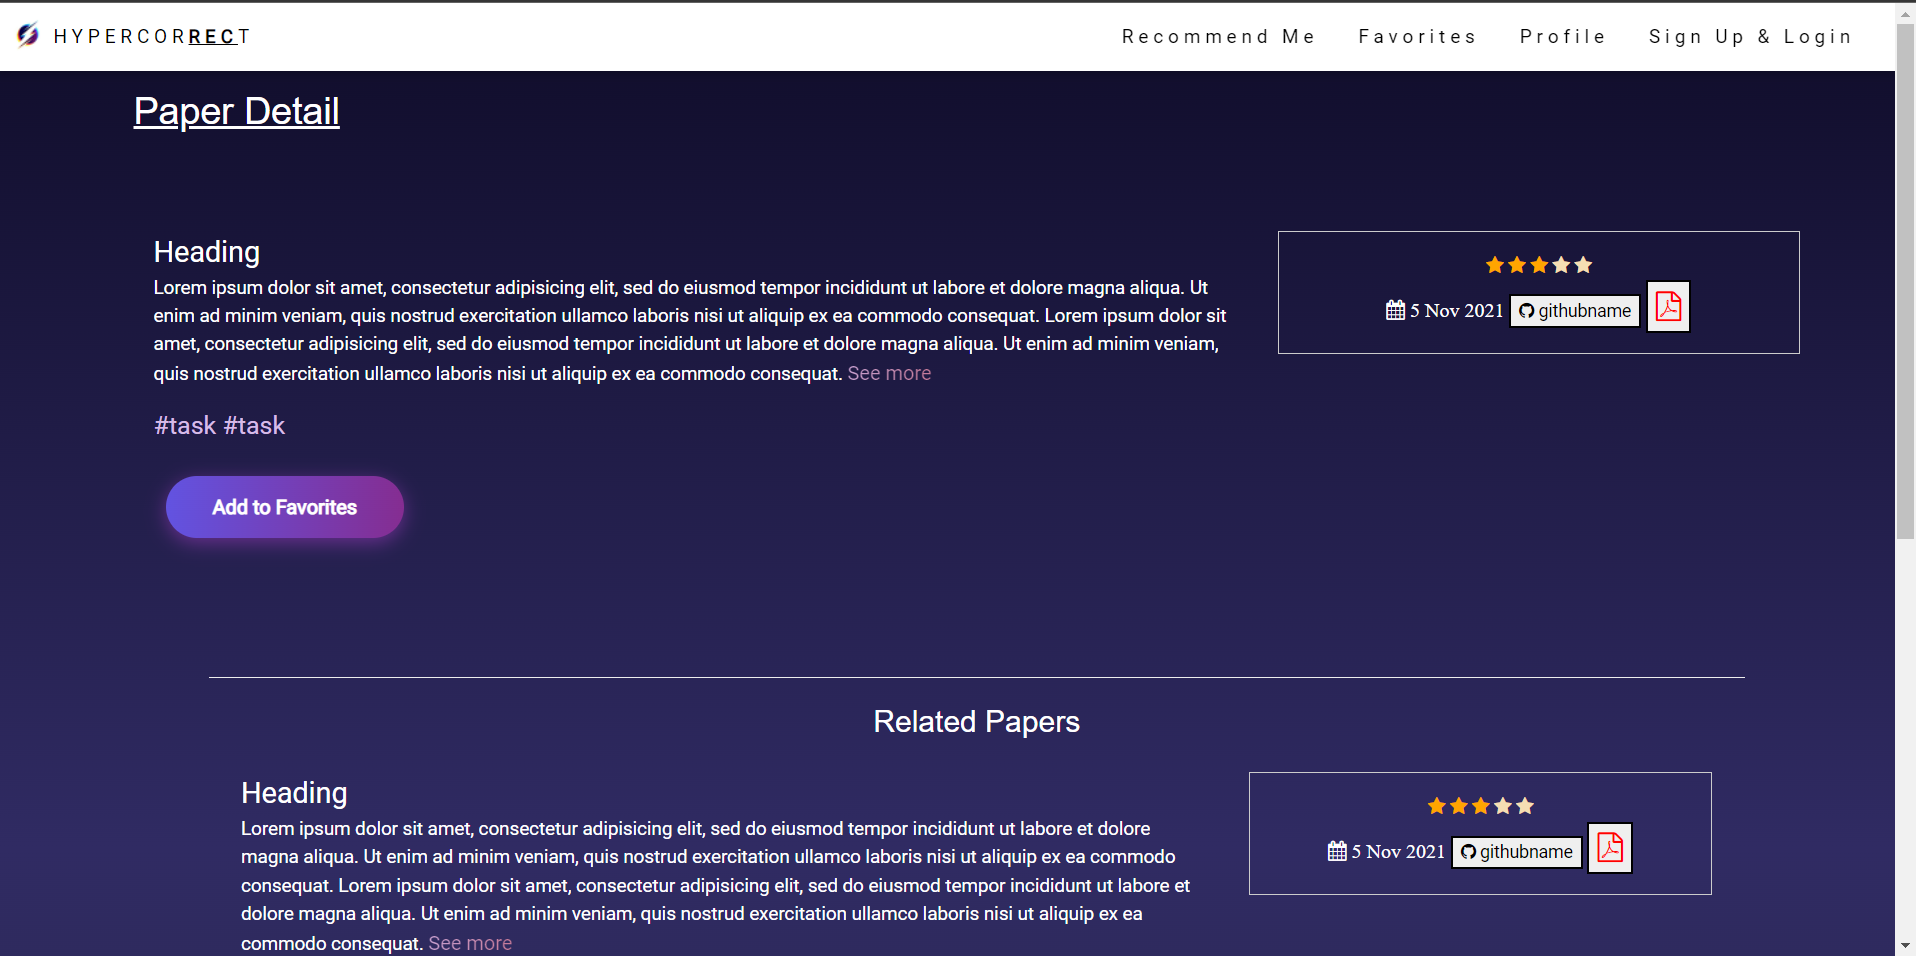 HYPERCORRECT
Recommend Me Favorites Profile Sign Up & Login
Paper Detail
Heading
Lorem ipsum dolor sit amet, consectetur adipisicing elit, sed do eiusmod tempor incididunt ut labore et dolore magna aliqua. Ut
enim ad minim veniam, quis nostrud exercitation ullamco laboris nisi ut aliquip ex ea commodo consequat. Lorem ipsum dolor sit
amet, consectetur adipisicing elit, sed do eiusmod tempor incididunt ut labore et dolore magna aliqua. Ut enim ad minim veniam,
quis nostrud exercitation ullamco laboris nisi ut aliquip ex ea commodo consequat. See more
#task #task
Add to Favorites
5 Nov 2021 githubname
Related Papers
Heading
Lorem ipsum dolor sit amet, consectetur adipisicing elit, sed do eiusmod tempor incididunt ut labore et dolore
magna aliqua. Ut enim ad minim veniam, quis nostrud exercitation ullamco laboris nisi ut aliquip ex ea commodo
consequat. Lorem ipsum dolor sit amet, consectetur adipisicing elit, sed do eiusmod tempor incididunt ut labore et
dolore magna aliqua. Ut enim ad minim veniam, quis nostrud exercitation ullamco laboris nisi ut aliquip ex ea
commodo consequat. See more
5 Nov 2021 githubname